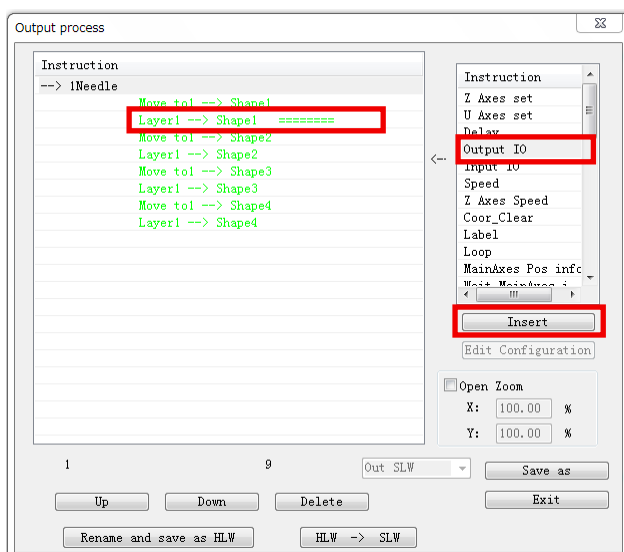 Output process
Instruction
--> 1Needle
Move to1 --> Shape1
Layer1 --> Shape1 ========
Move to1 --> Shape2
Layer1 --> Shape2
Move to1 --> Shape3
Layer1 --> Shape3
Move to1 --> Shape4
Layer1 --> Shape4
<--
Instruction
Z Axes set
U Axes set
Delay
Output IO
Input IO
Speed
Z Axes Speed
Coor_Clear
Label
Loop
MainAxes Pos info
Insert
Edit Configuration
Open Zoom
X: 100.00 %
Y: 100.00 %
1 9 Out SLW
Save as
Up Down Delete Exit
Rename and save as HLW HLW -> SLW